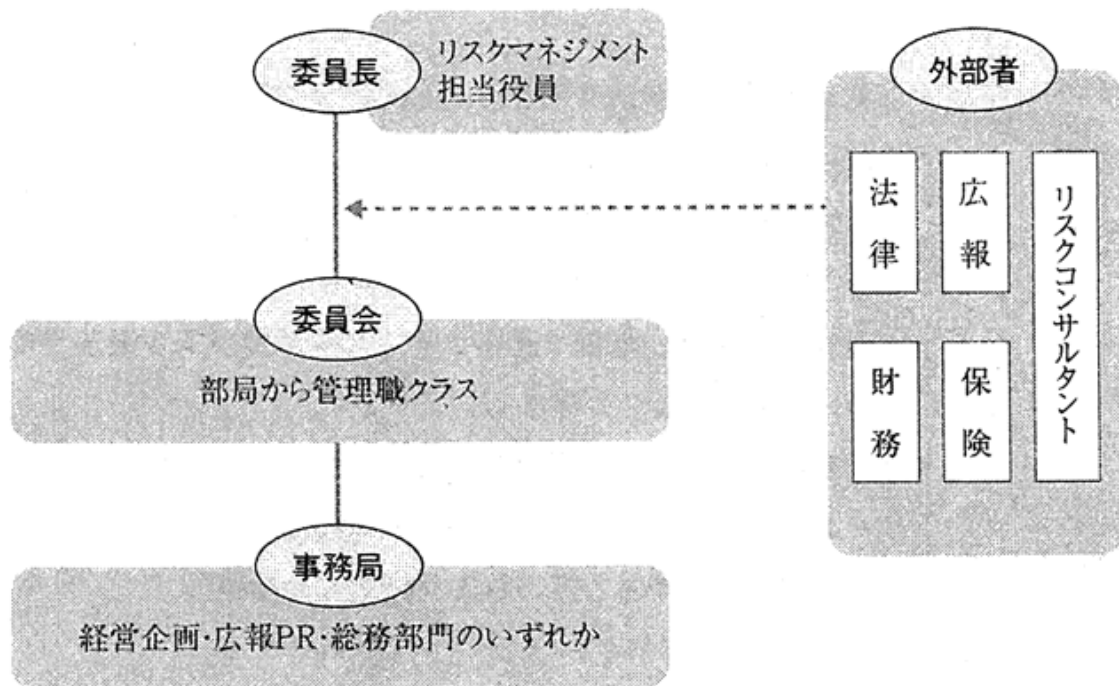 委員長
リスクマネジメント
担当役員
委員会
部局から管理職クラス
事務局
経営企画・広報PR・総務部門のいずれか
外部者
法律
広報
リスクコンサルタント
財務
保険